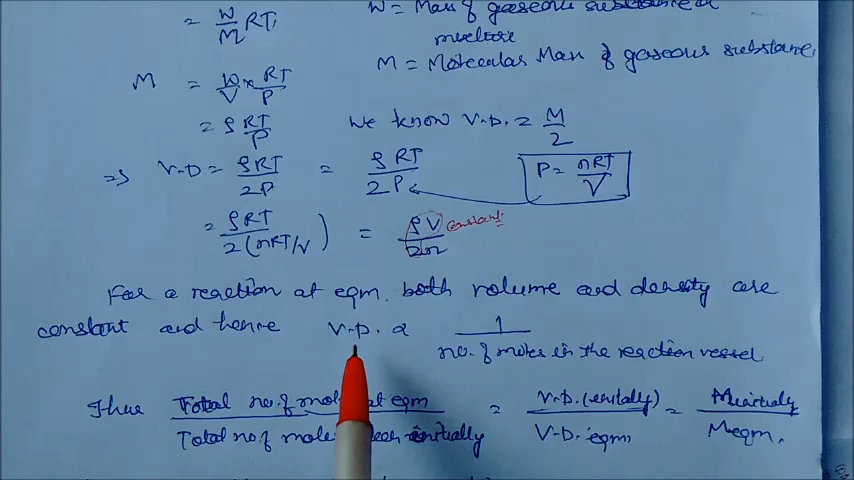 = W/M RT, W = Mass of gaseous substance or
mixture
M = Molecular Mass of gaseous substance
M = W/V × RT/P
= ρ RT/P We know V.D. = M/2
⇒ V.D = ρRT/2P = ρRT/2P P = nRT/V
= ρRT/2(nRT/V) = ρV/2n constant
For a reaction at eqm. both volume and density are
constant and hence V.D. α 1/no. of moles in the reaction vessel
Thus Total no. of moles at eqm/Total no of moles initially = V.D. (initially)/V.D. eqm = M initially/M eqm.